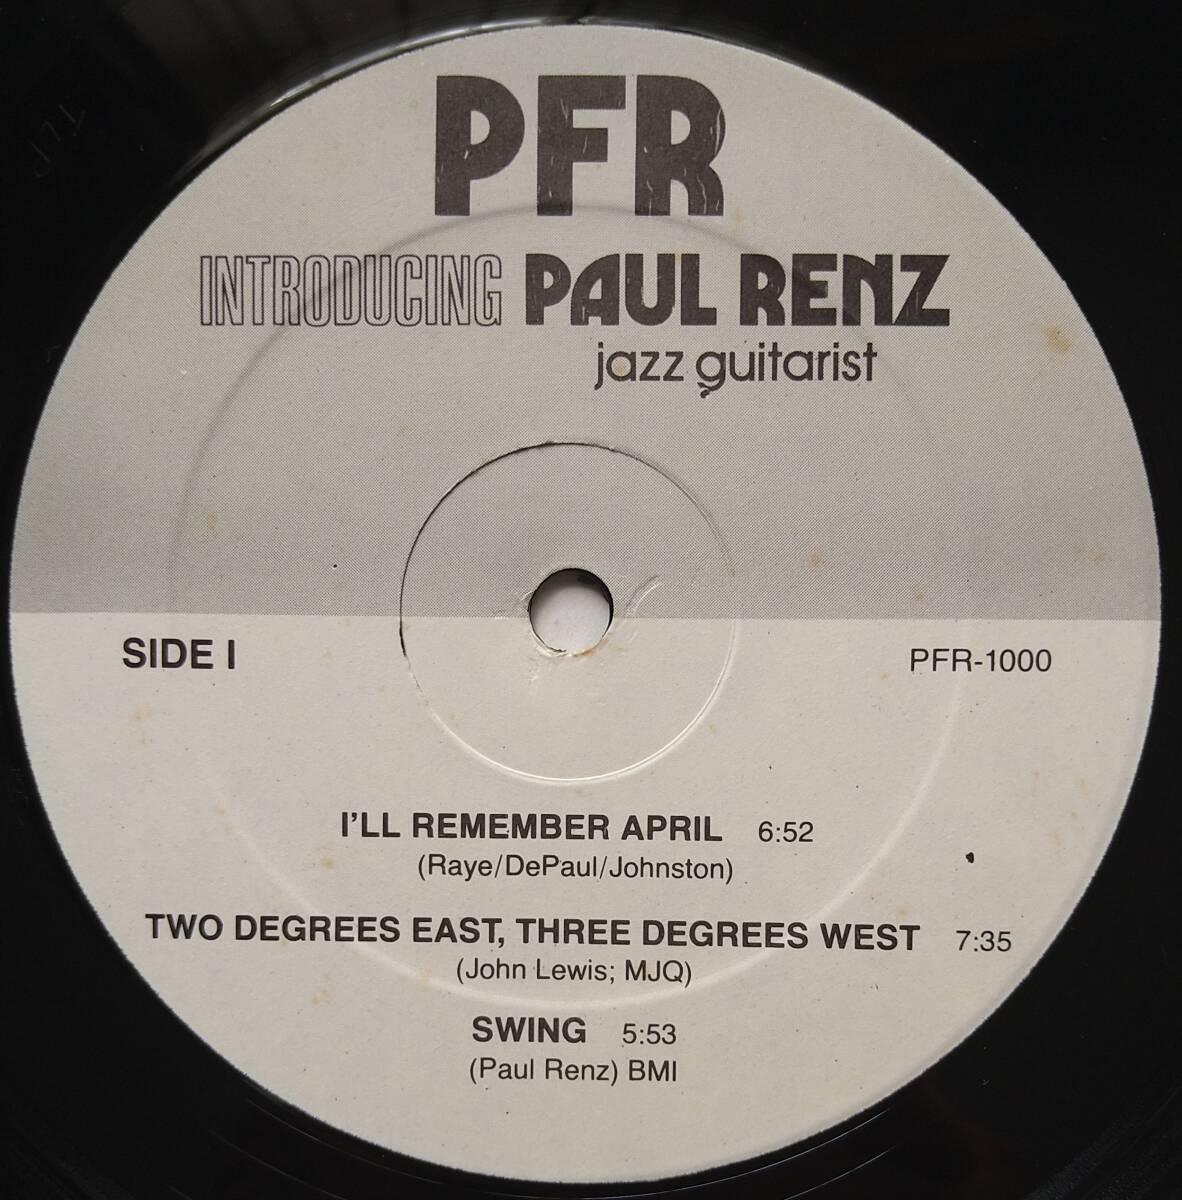 PFR
INTRODUCING PAUL RENZ
jazz guitarist
SIDE I PFR-1000
I'LL REMEMBER APRIL 6:52
(Raye/DePaul/Johnston)
TWO DEGREES EAST, THREE DEGREES WEST 7:35
(John Lewis; MJQ)
SWING 5:53
(Paul Renz) BMI